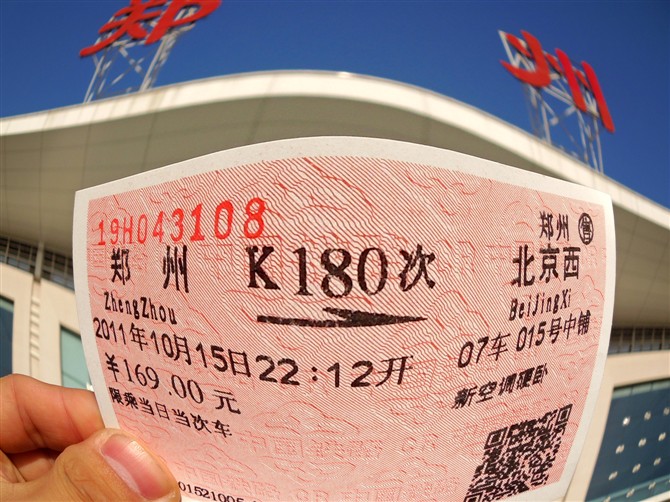 郑州
19H043108
郑州 售
郑州 K180次 北京西
ZhengZhou BeiJingXi
2011年10月15日22:12开 07车 015号中铺
¥169.00元 新空调硬卧
限乘当日当次车